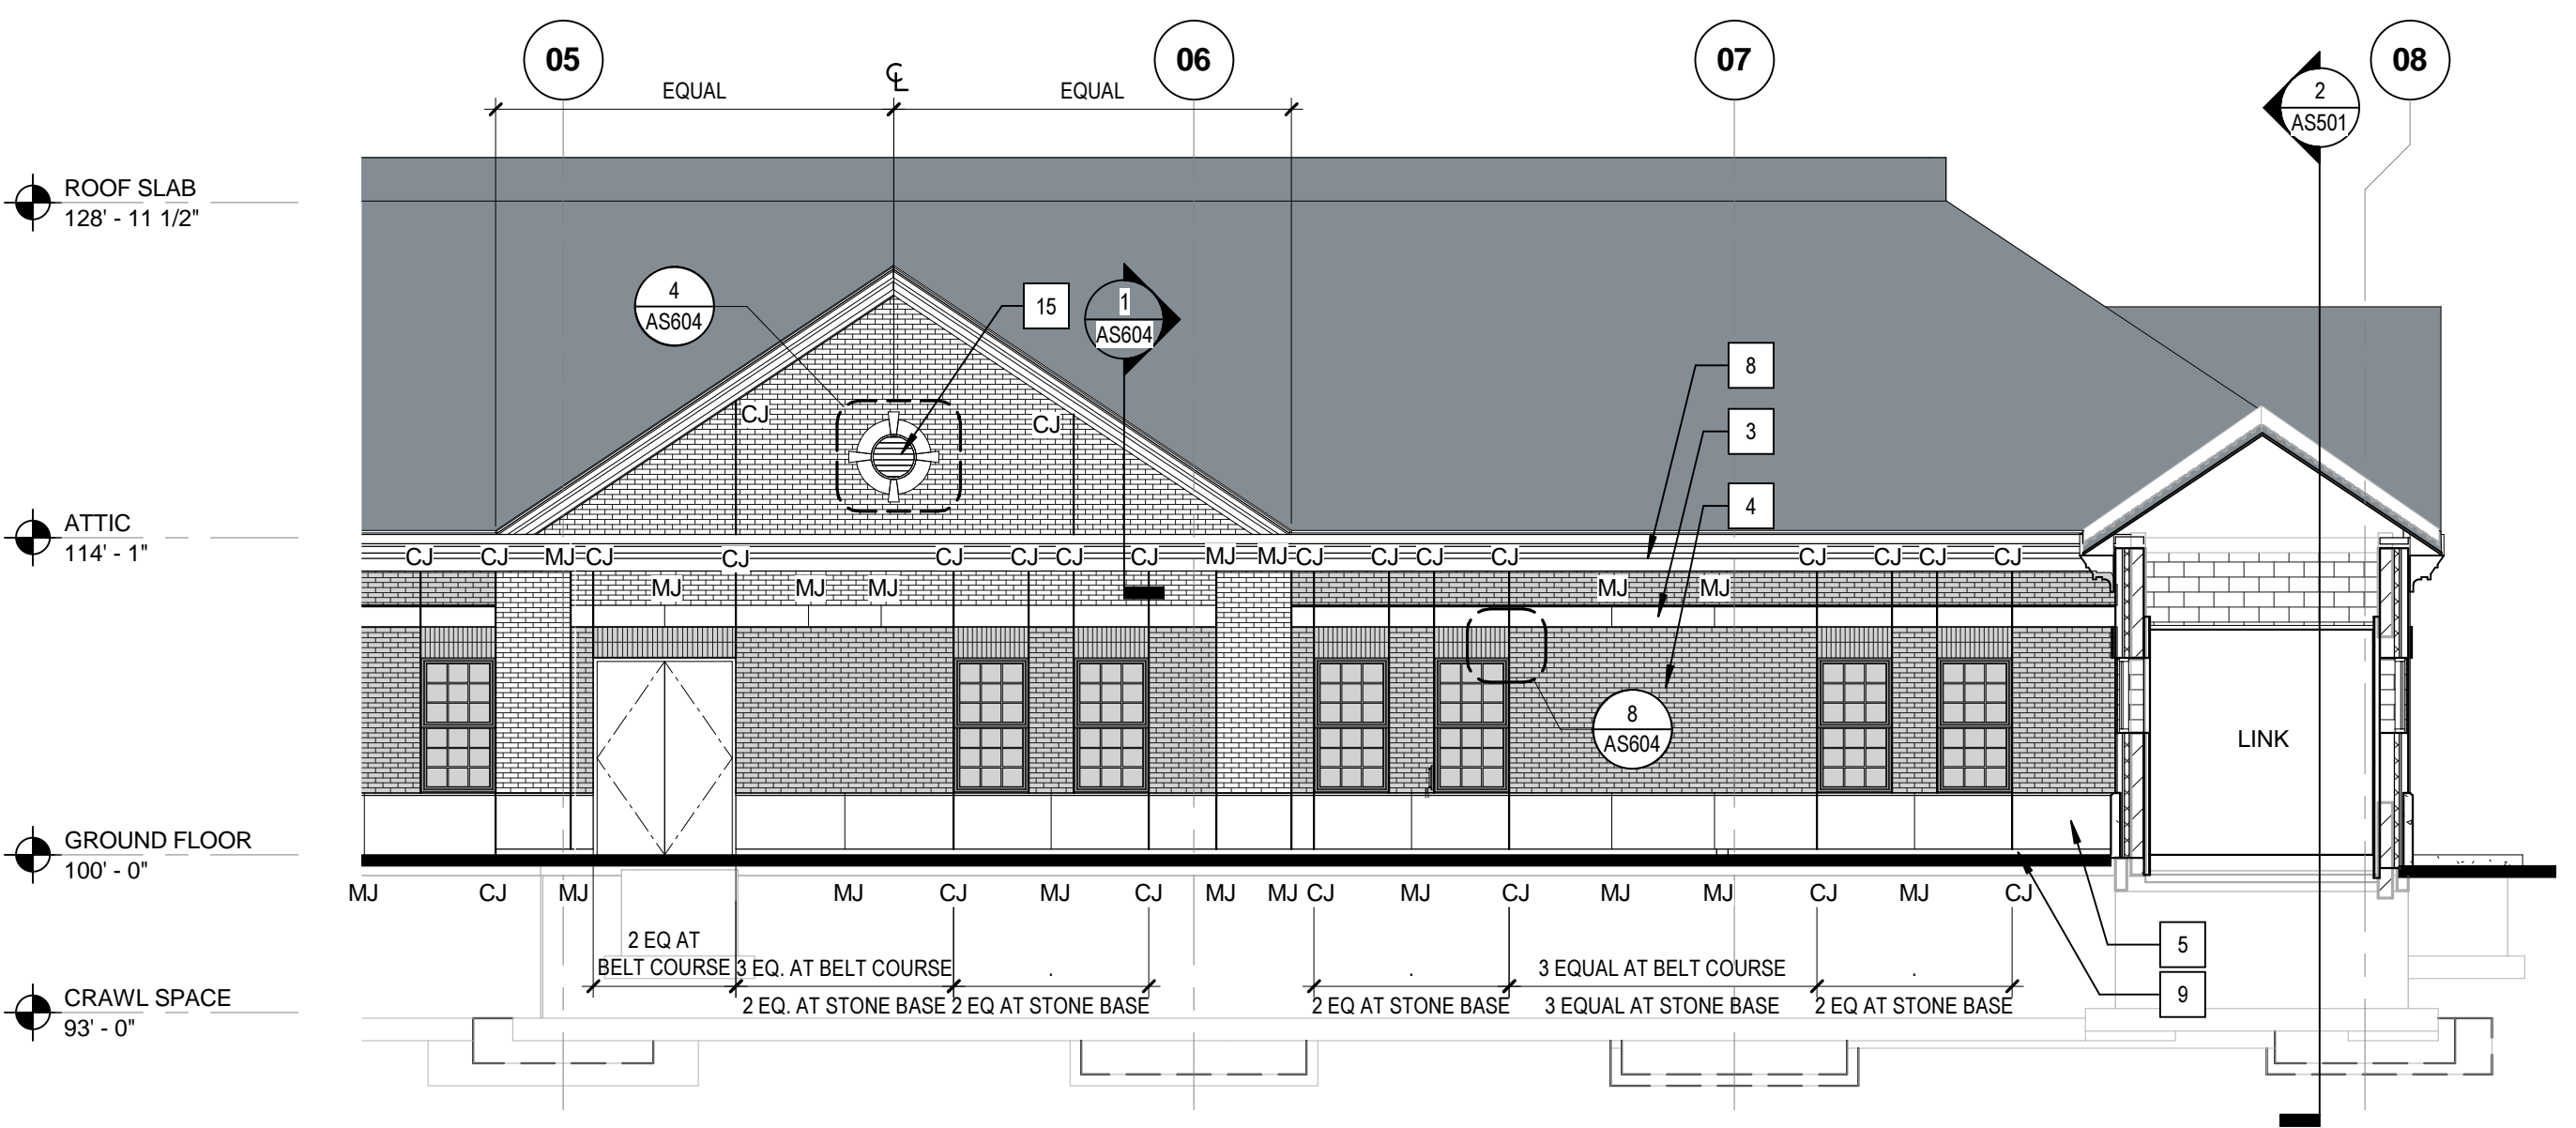 05
06
07
08
EQUAL
EQUAL
2
AS501
ROOF SLAB
128' - 11 1/2"
4
AS604
15
1
AS604
8
3
4
CJ
CJ
ATTIC
114' - 1"
CJ CJ MJ CJ CJ CJ CJ CJ CJ MJ MJ CJ CJ CJ CJ CJ CJ CJ CJ
MJ MJ MJ MJ MJ
8
AS604
LINK
GROUND FLOOR
100' - 0"
MJ CJ MJ MJ CJ MJ CJ MJ MJ CJ MJ CJ MJ MJ CJ MJ CJ
5
2 EQ AT
BELT COURSE 3 EQ. AT BELT COURSE . . 3 EQUAL AT BELT COURSE .
CRAWL SPACE
93' - 0"
2 EQ. AT STONE BASE 2 EQ AT STONE BASE 2 EQ AT STONE BASE 3 EQUAL AT STONE BASE 2 EQ AT STONE BASE
9